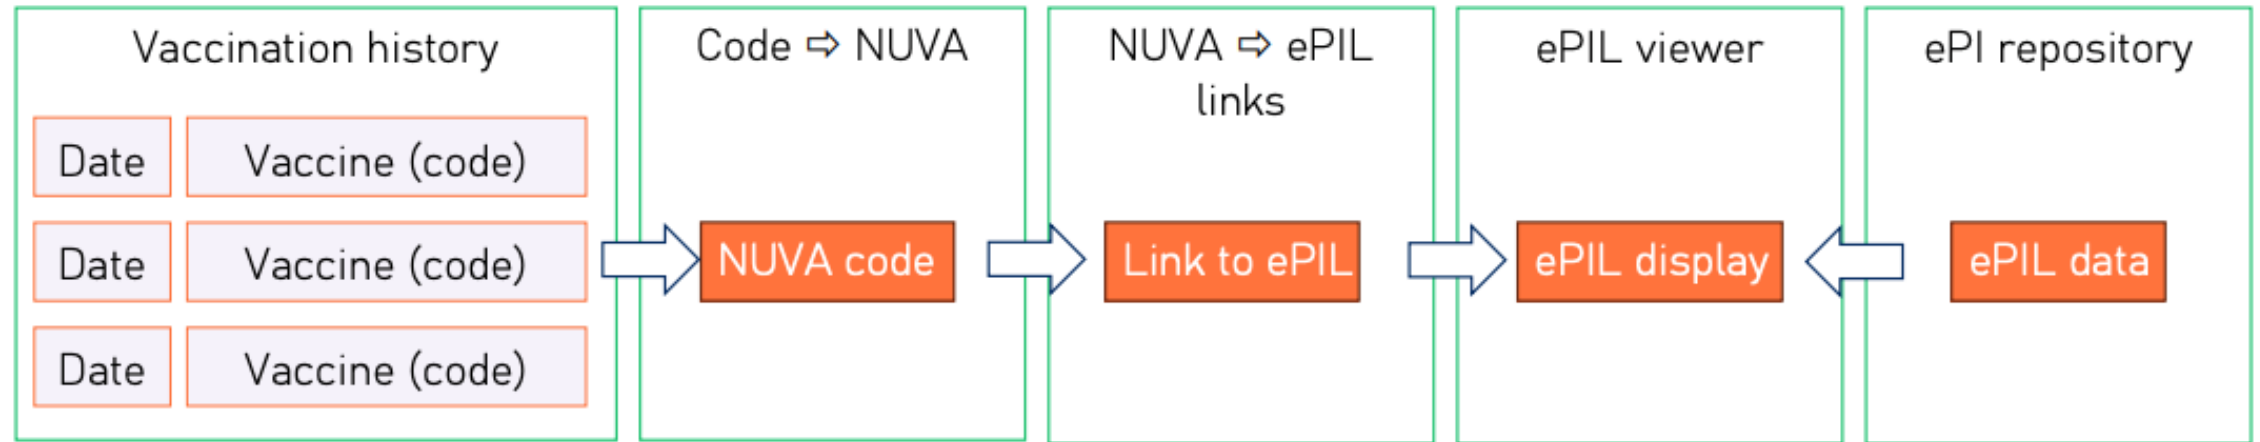 Vaccination history
Date
Vaccine (code)
Date
Vaccine (code)
Date
Vaccine (code)
Code ⇨ NUVA
NUVA code
NUVA ⇨ ePIL
links
Link to ePIL
ePIL viewer
ePIL display
ePI repository
ePIL data